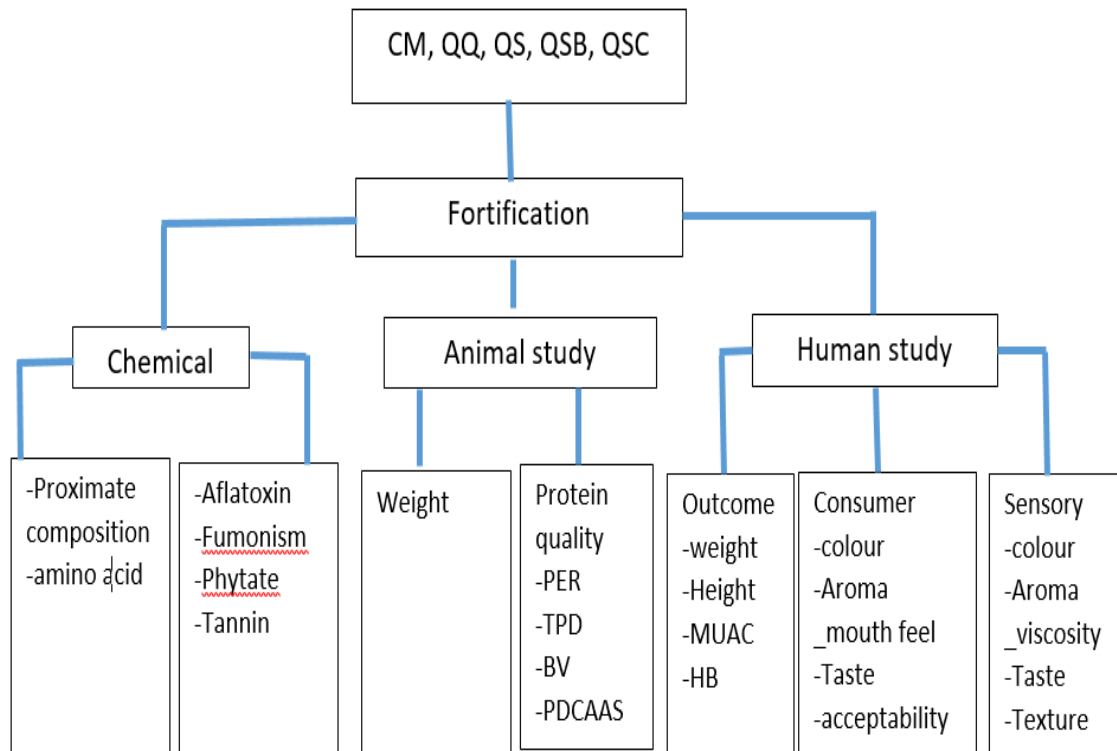 CM, QQ, QS, QSB, QSC
Fortification
Chemical
Animal study
Human study
-Proximate
composition
-amino acid
-Aflatoxin
-Fumonism
-Phytate
-Tannin
Weight
Protein
quality
-PER
-TPD
-BV
-PDCAAS
Outcome
-weight
-Height
-MUAC
-HB
Consumer
-colour
-Aroma
_mouth feel
-Taste
-acceptability
Sensory
-colour
-Aroma
_viscosity
-Taste
-Texture